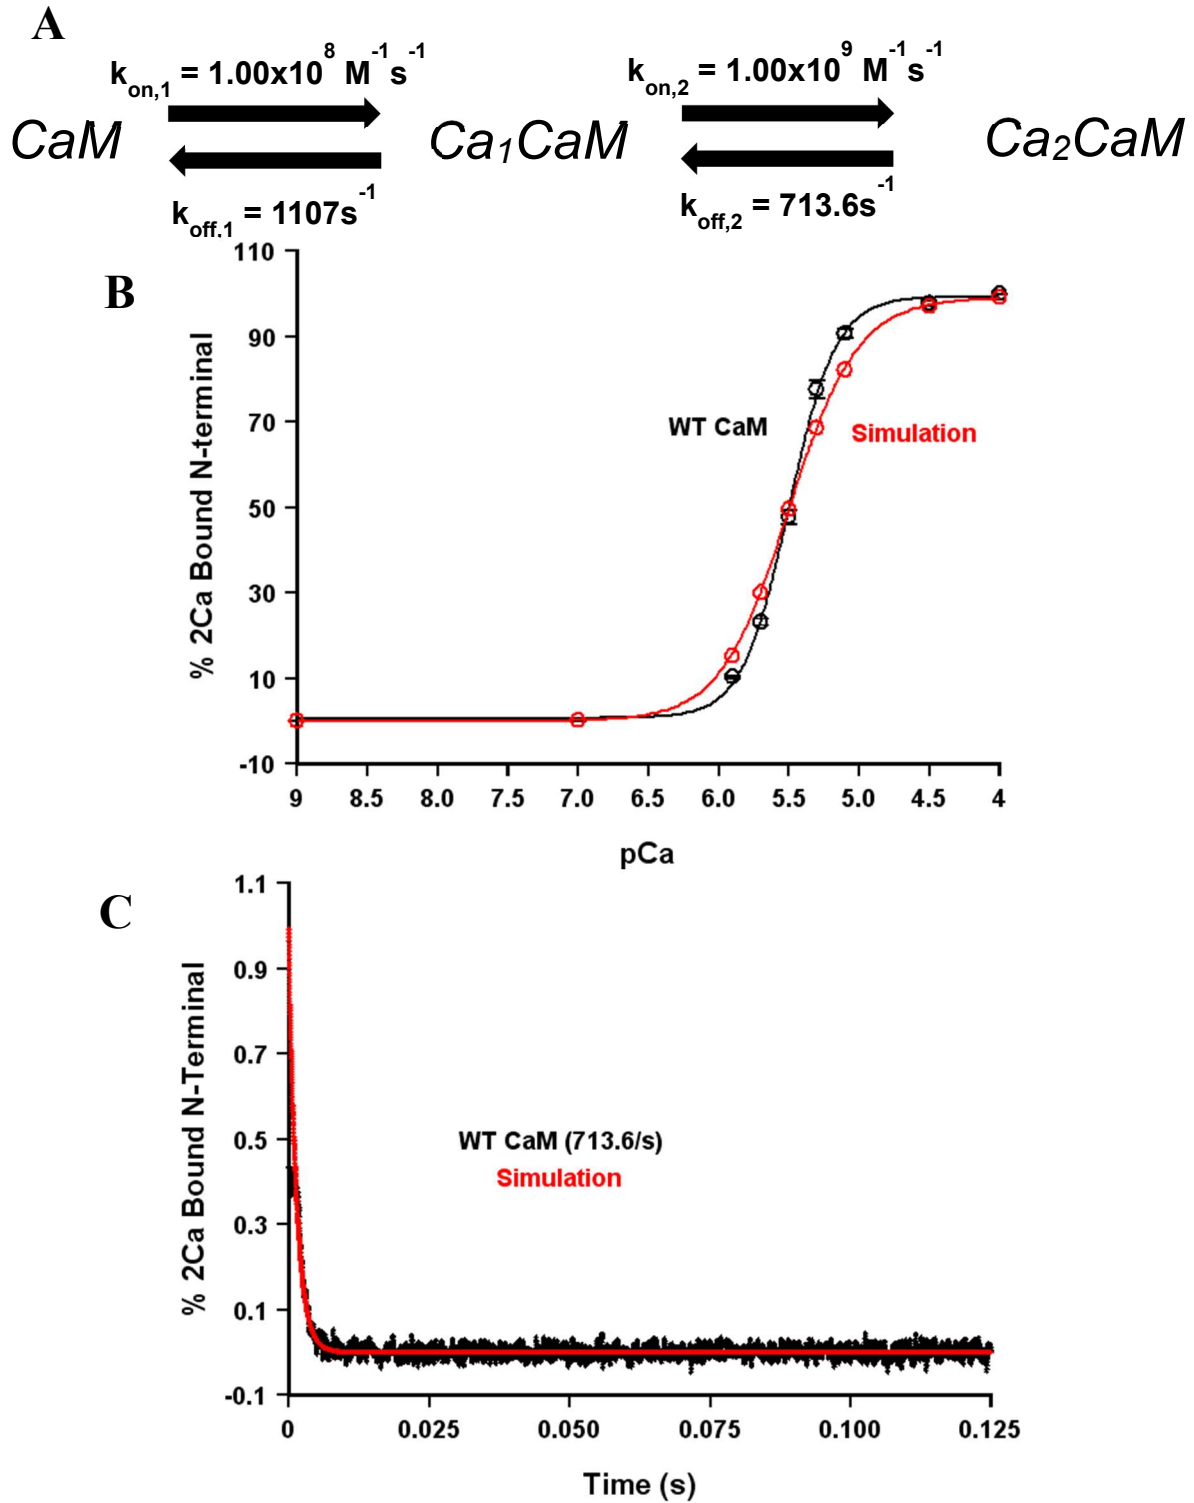 A
kon,1 = 1.00x10^8 M^-1 s^-1
kon,2 = 1.00x10^9 M^-1 s^-1
CaM Ca1CaM Ca2CaM
koff,1 = 1107s^-1
koff,2 = 713.6s^-1
B
110
90
70
50
30
10
-10
% 2Ca Bound N-terminal
WT CaM
Simulation
9 8.5 8.0 7.5 7.0 6.5 6.0 5.5 5.0 4.5 4
pCa
C
1.1
0.9
0.7
0.5
0.3
0.1
-0.1
% 2Ca Bound N-Terminal
WT CaM (713.6/s)
Simulation
0 0.025 0.050 0.075 0.100 0.125
Time (s)